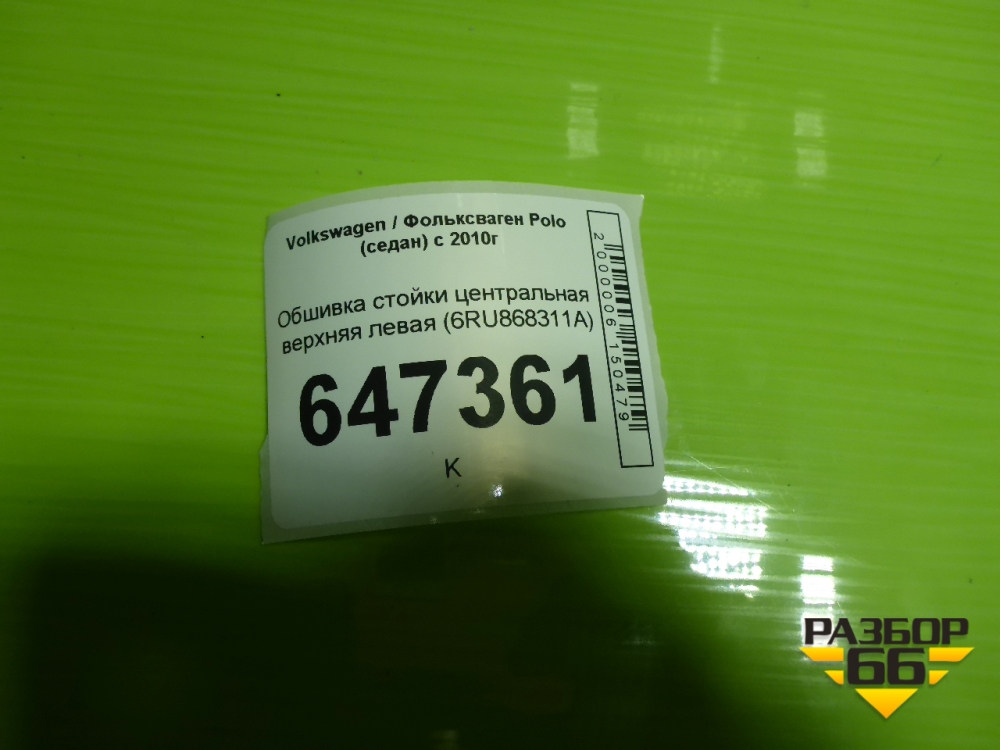 Volkswagen / Фольксваген Polo
(седан) с 2010г
Обшивка стойки центральная
верхняя левая (6RU868311A)
647361
К
2000006150479
РАЗБОР
66